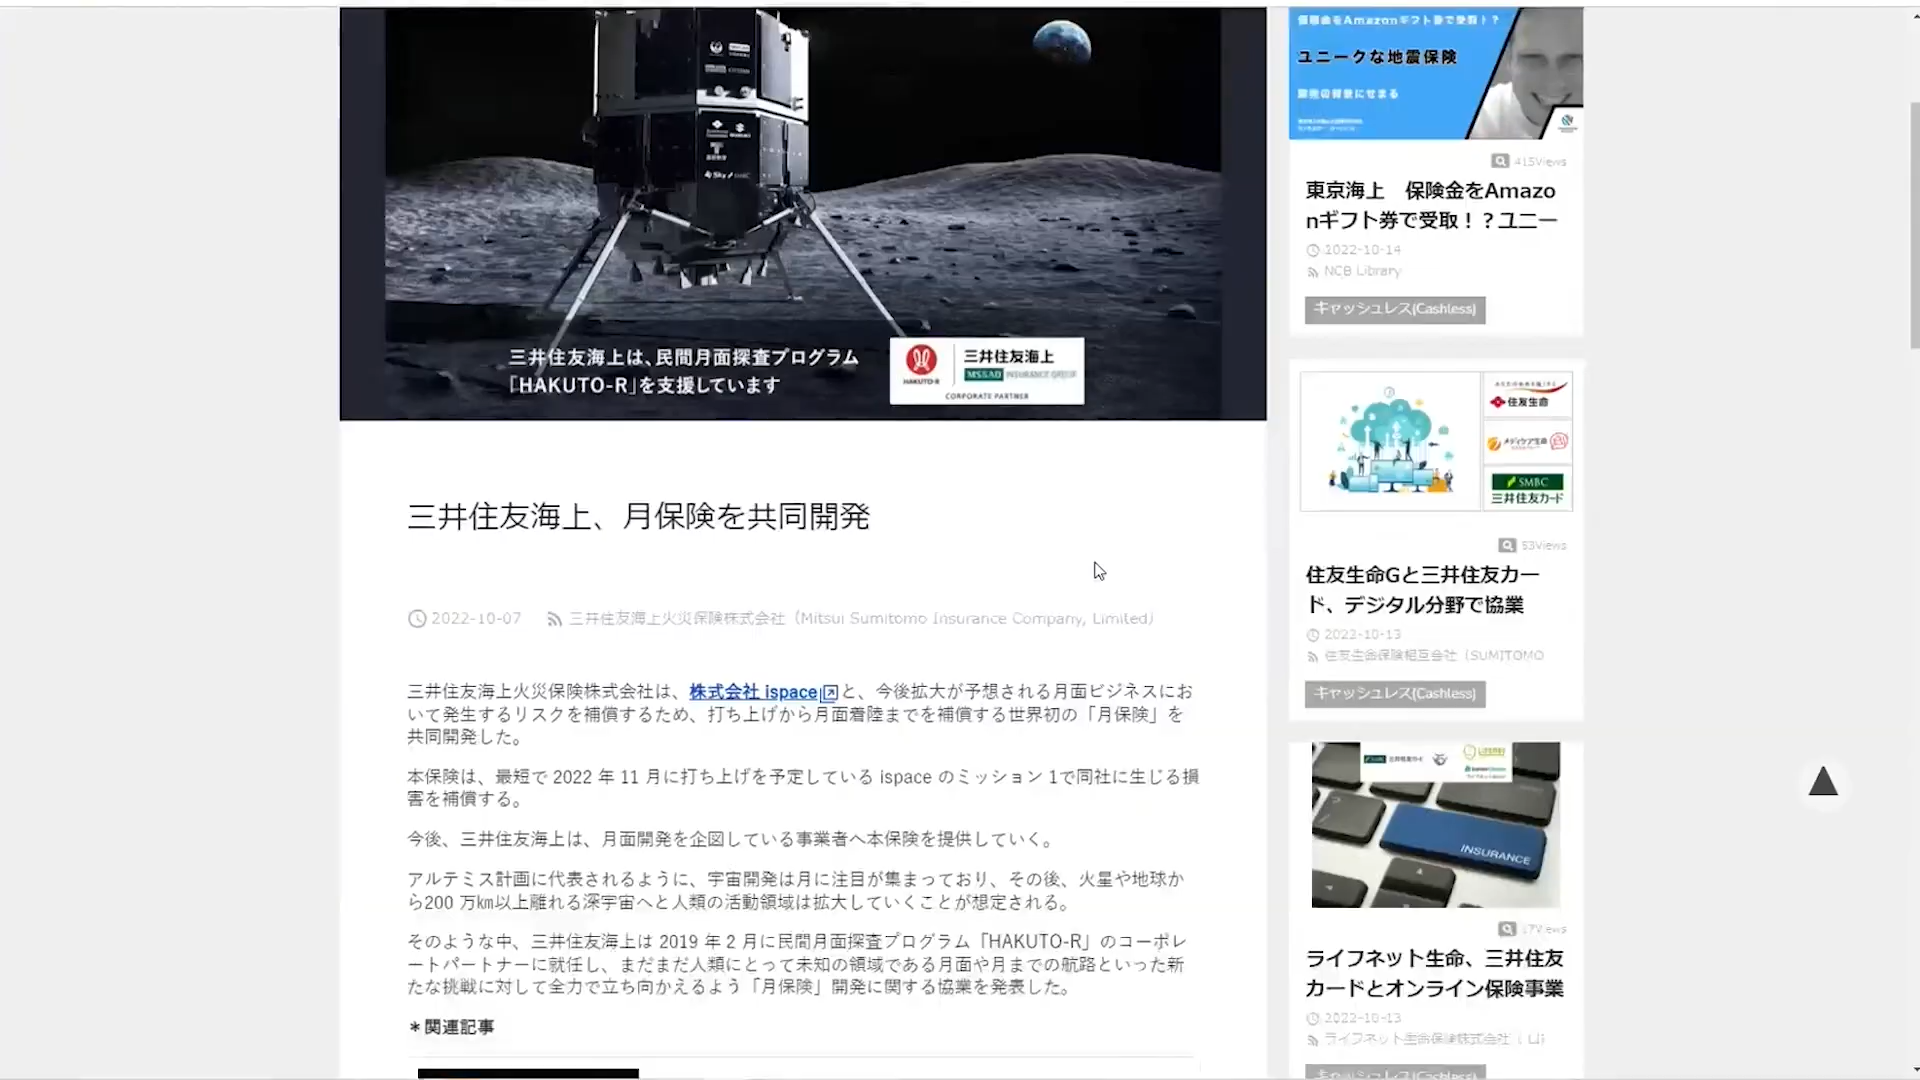 Sky
SMBC
三井住友海上は、民間月面探査プログラム
「HAKUTO-R」を支援しています
HAKUTO-R
三井住友海上
MS&AD INSURANCE GROUP
CORPORATE PARTNER
三井住友海上、月保険を共同開発
2022-10-07 三井住友海上火災保険株式会社（Mitsui Sumitomo Insurance Company, Limited）
三井住友海上火災保険株式会社は、株式会社 ispaceと、今後拡大が予想される月面ビジネスにお
いて発生するリスクを補償するため、打ち上げから月面着陸までを補償する世界初の「月保険」を
共同開発した。
本保険は、最短で 2022 年 11 月に打ち上げを予定している ispace のミッション 1で同社に生じる損
害を補償する。
今後、三井住友海上は、月面開発を企図している事業者へ本保険を提供していく。
アルテミス計画に代表されるように、宇宙開発は月に注目が集まっており、その後、火星や地球か
ら200 万㎞以上離れる深宇宙へと人類の活動領域は拡大していくことが想定される。
そのような中、三井住友海上は 2019 年 2 月に民間月面探査プログラム「HAKUTO-R」のコーポレ
ートパートナーに就任し、まだまだ人類にとって未知の領域である月面や月までの航路といった新
たな挑戦に対して全力で立ち向かえるよう「月保険」開発に関する協業を発表した。
＊関連記事
保険金をAmazonギフト券で受取！？
ユニークな地震保険
415Views
東京海上　保険金をAmazo
nギフト券で受取！？ユニー
2022-10-14
NCB Library
キャッシュレス(Cashless)
住友生命
メディケア生命
SMBC
三井住友カード
53Views
住友生命Gと三井住友カー
ド、デジタル分野で協業
2022-10-13
住友生命保険相互会社（SUMITOMO
キャッシュレス(Cashless)
INSURANCE
17Views
ライフネット生命、三井住友
カードとオンライン保険事業
2022-10-13
ライフネット生命保険株式会社（ Li
キャッシュレス(Cashless)